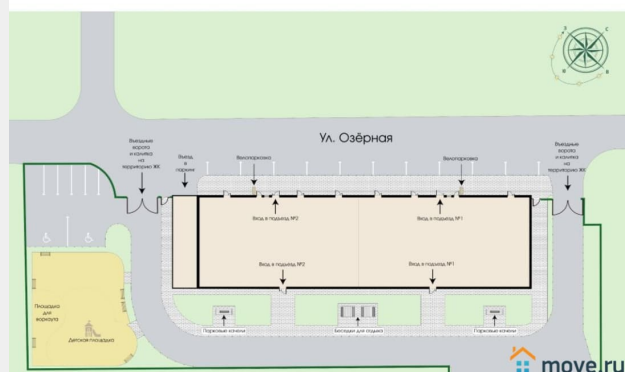 З
С
Ю
В
Ул. Озёрная
Въездные
ворота
и калитка
на
территорию ЖК
Въезд
в
паркинг
Велопарковка
Велопарковка
Въездные
ворота
и калитка
на
территорию ЖК
Вход в подъезд №2
Вход в подъезд №1
Вход в подъезд №2
Вход в подъезд №1
Площадка
для
воркаута
Детская площадка
Парковые качели
Беседки для отдыха
Парковые качели
move.ru